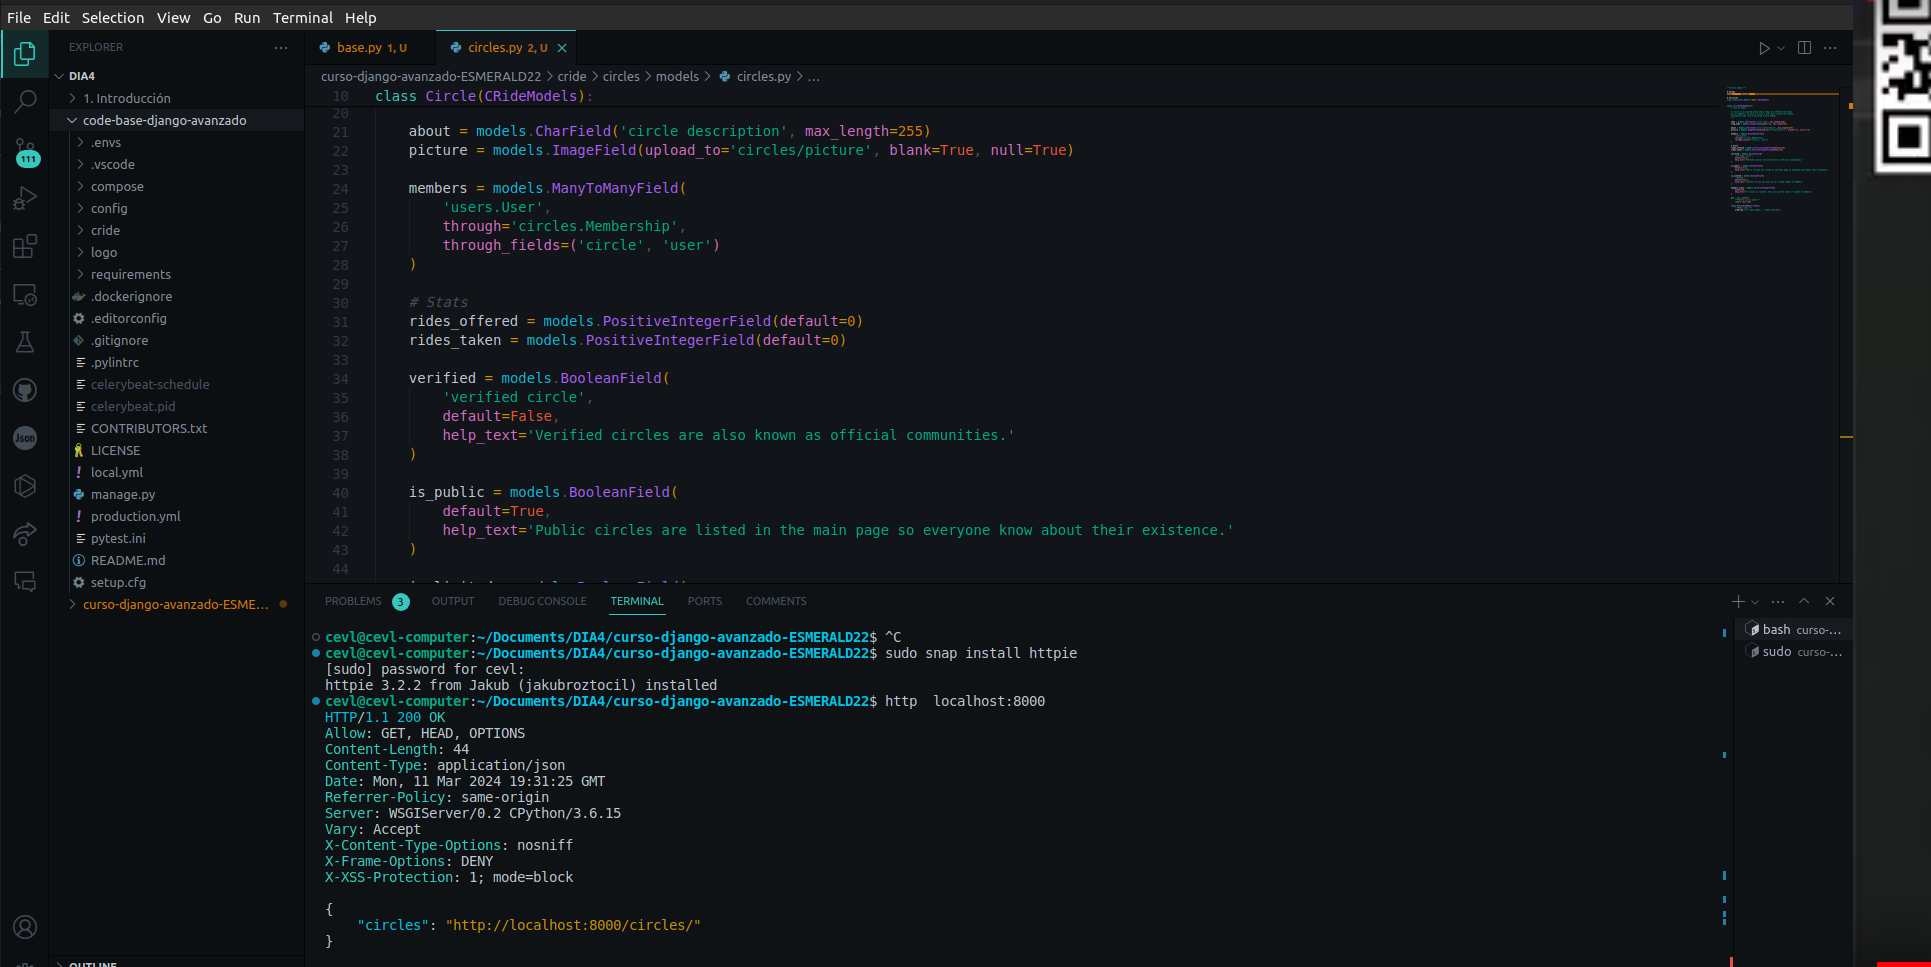 File Edit Selection View Go Run Terminal Help
EXPLORER ...
DIA4
1. Introducción
code-base-django-avanzado
.envs
.vscode
111
compose
config
cride
logo
requirements
.dockerignore
.editorconfig
.gitignore
.pylintrc
celerybeat-schedule
celerybeat.pid
CONTRIBUTORS.txt
Json
LICENSE
local.yml
manage.py
production.yml
pytest.ini
README.md
setup.cfg
curso-django-avanzado-ESME...
OUTLINE
base.py 1, U
circles.py 2, U
curso-django-avanzado-ESMERALD22 > cride > circles > models > circles.py > ...
10 class Circle(CRideModels):
20
21 about = models.CharField('circle description', max_length=255)
22 picture = models.ImageField(upload_to='circles/picture', blank=True, null=True)
23
24 members = models.ManyToManyField(
25 'users.User',
26 through='circles.Membership',
27 through_fields=('circle', 'user')
28 )
29
30 # Stats
31 rides_offered = models.PositiveIntegerField(default=0)
32 rides_taken = models.PositiveIntegerField(default=0)
33
34 verified = models.BooleanField(
35 'verified circle',
36 default=False,
37 help_text='Verified circles are also known as official communities.'
38 )
39
40 is_public = models.BooleanField(
41 default=True,
42 help_text='Public circles are listed in the main page so everyone know about their existence.'
43 )
44
PROBLEMS 3 OUTPUT DEBUG CONSOLE TERMINAL PORTS COMMENTS
cevl@cevl-computer:~/Documents/DIA4/curso-django-avanzado-ESMERALD22$ ^C
cevl@cevl-computer:~/Documents/DIA4/curso-django-avanzado-ESMERALD22$ sudo snap install httpie
[sudo] password for cevl:
httpie 3.2.2 from Jakub (jakubroztocil) installed
cevl@cevl-computer:~/Documents/DIA4/curso-django-avanzado-ESMERALD22$ http  localhost:8000
HTTP/1.1 200 OK
Allow: GET, HEAD, OPTIONS
Content-Length: 44
Content-Type: application/json
Date: Mon, 11 Mar 2024 19:31:25 GMT
Referrer-Policy: same-origin
Server: WSGIServer/0.2 CPython/3.6.15
Vary: Accept
X-Content-Type-Options: nosniff
X-Frame-Options: DENY
X-XSS-Protection: 1; mode=block
{
"circles": "http://localhost:8000/circles/"
}
bash curso-...
sudo curso-...